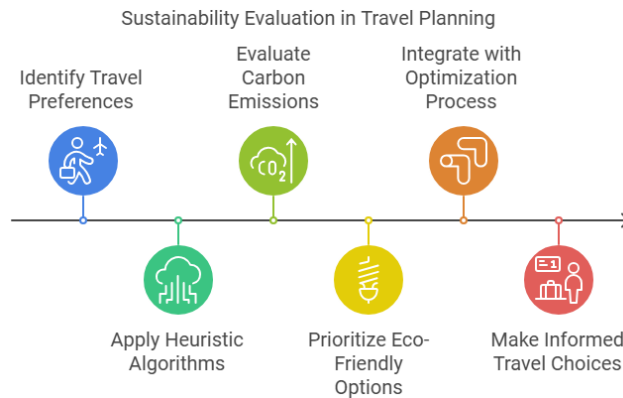 Sustainability Evaluation in Travel Planning
Identify Travel
Preferences
Evaluate
Carbon
Emissions
Integrate with
Optimization
Process
CO2
1
Apply Heuristic
Algorithms
Prioritize Eco-
Friendly
Options
Make Informed
Travel Choices